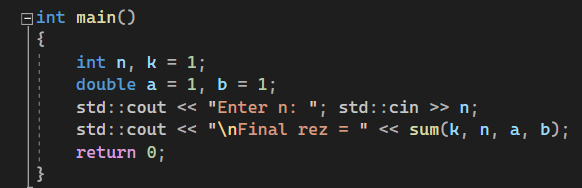 int main()
{
int n, k = 1;
double a = 1, b = 1;
std::cout << "Enter n: "; std::cin >> n;
std::cout << "\nFinal rez = " << sum(k, n, a, b);
return 0;
}